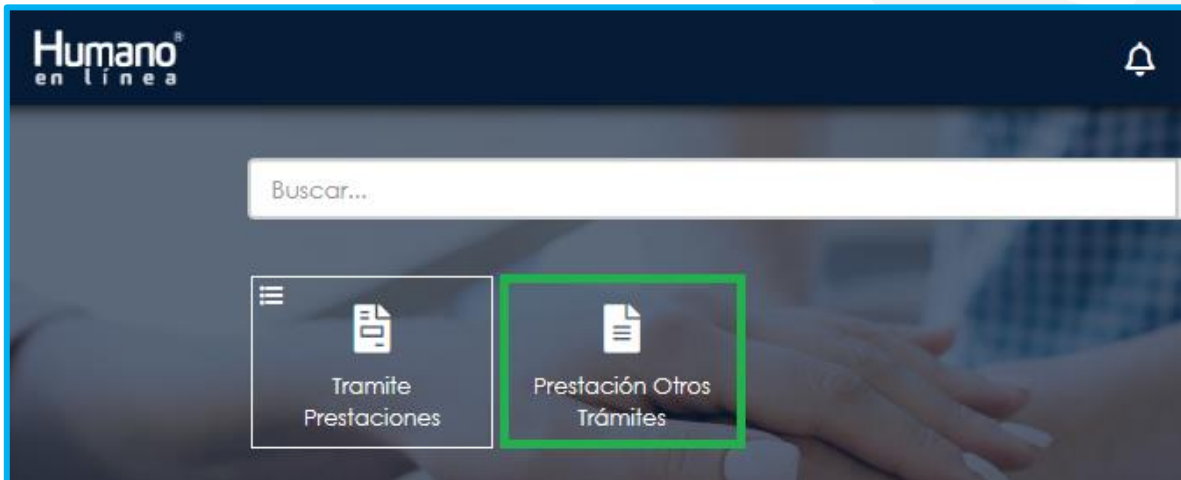 Humano®
en línea
Buscar...
Tramite
Prestaciones
Prestación Otros
Trámites